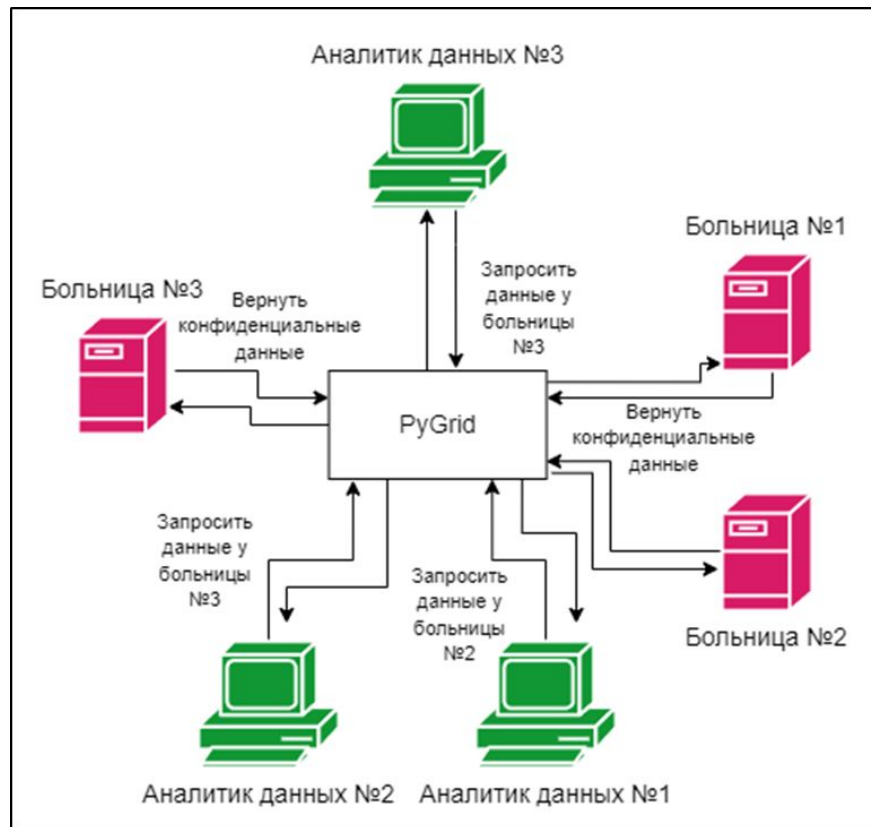 Аналитик данных №3
Больница №1
Запросить
данные у
больницы
№3
Больница №3
Вернуть
конфиденциальные
данные
PyGrid
Вернуть
конфиденциальные
данные
Запросить
данные у
больницы
№3
Запросить
данные у
больницы
№2
Больница №2
Аналитик данных №2
Аналитик данных №1